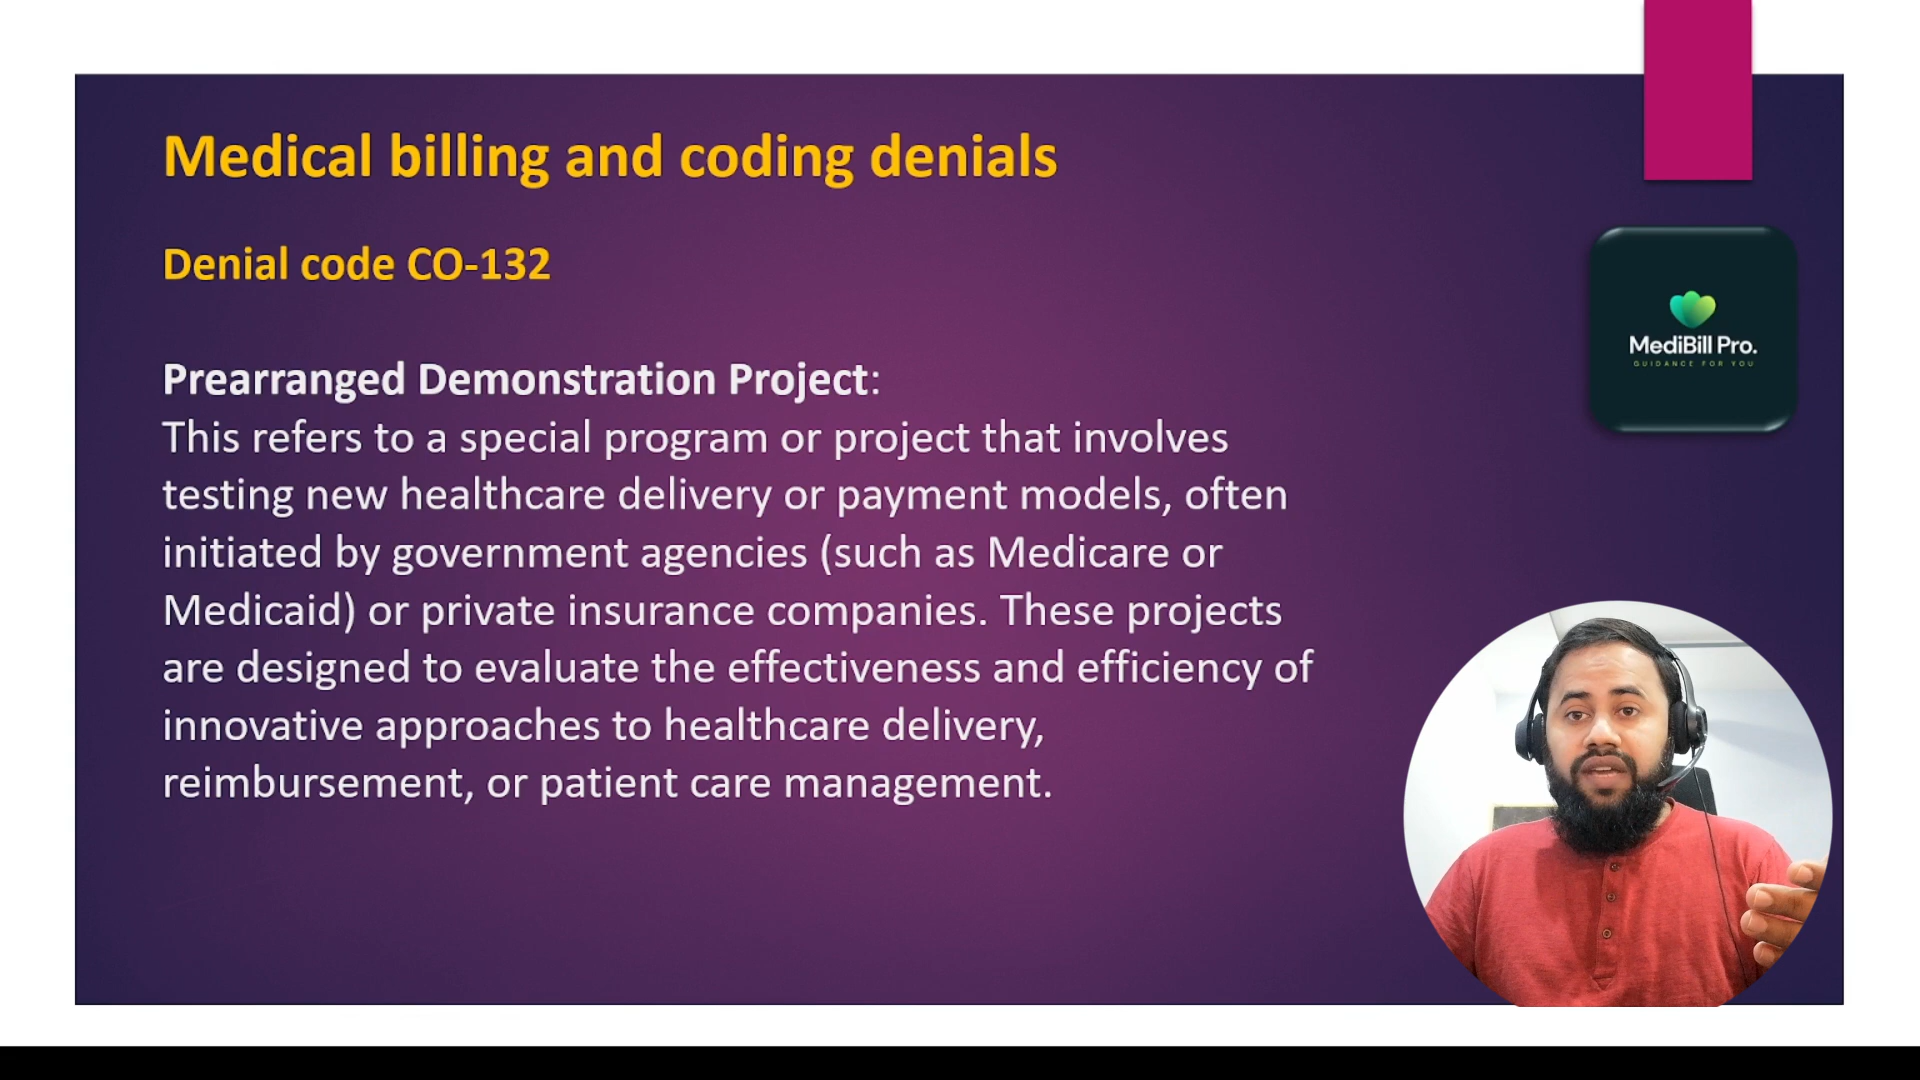 Medical billing and coding denials
Denial code CO-132
Prearranged Demonstration Project:
This refers to a special program or project that involves
testing new healthcare delivery or payment models, often
initiated by government agencies (such as Medicare or
Medicaid) or private insurance companies. These projects
are designed to evaluate the effectiveness and efficiency of
innovative approaches to healthcare delivery,
reimbursement, or patient care management.
MediBill Pro.
GUIDANCE FOR YOU